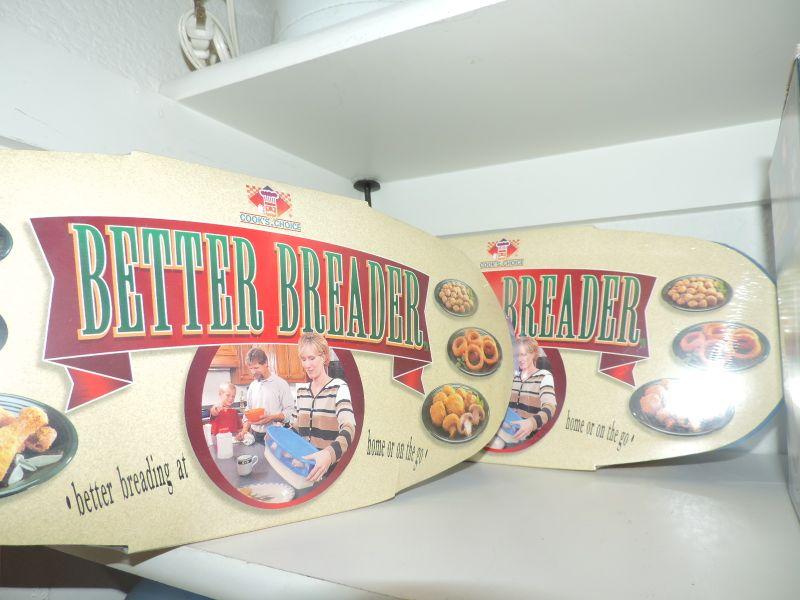 COOK'S CHOICE
BETTER BREADER
• better breading at
home or on the go •
COOK'S CHOICE
BREADER
home or on the go •